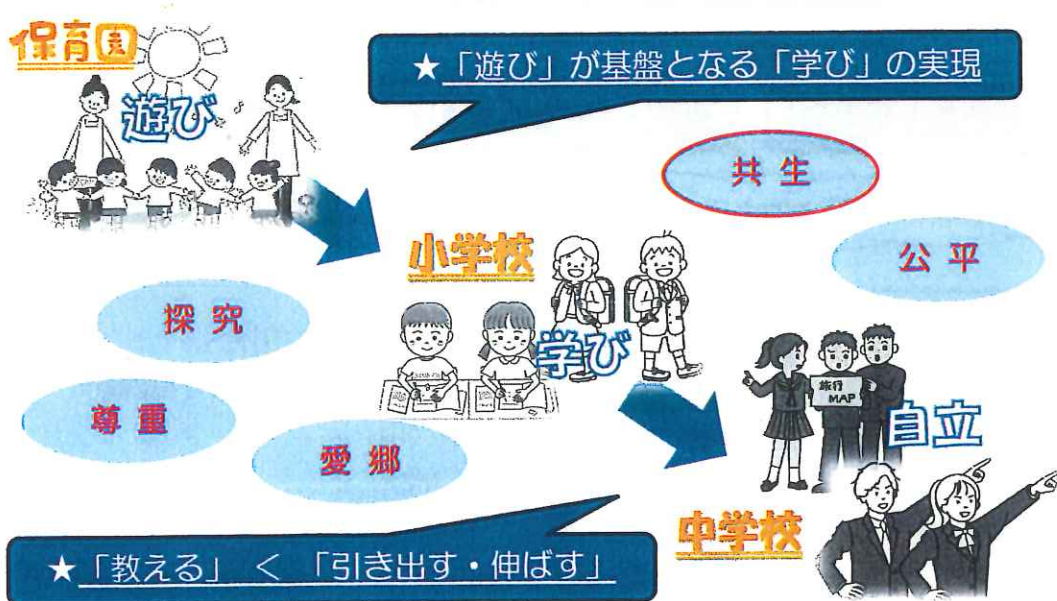 保育園
遊び
★「遊び」が基盤となる「学び」の実現
共生
公平
小学校
学び
探究
尊重
愛郷
旅行
MAP
自立
中学校
★「教える」 < 「引き出す・伸ばす」